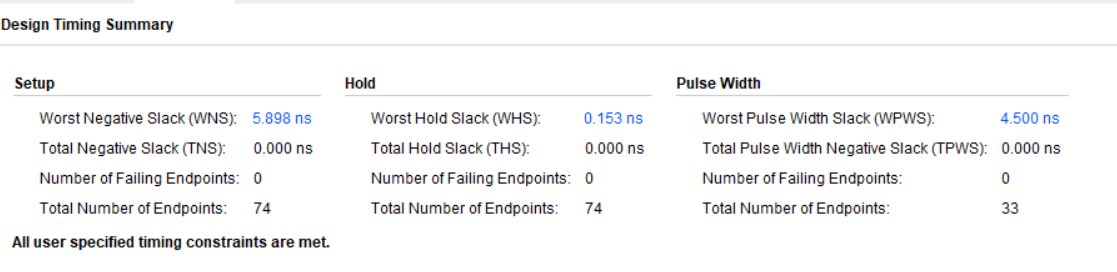 Design Timing Summary
Setup Hold Pulse Width
Worst Negative Slack (WNS): 5.898 ns Worst Hold Slack (WHS): 0.153 ns Worst Pulse Width Slack (WPWS): 4.500 ns
Total Negative Slack (TNS): 0.000 ns Total Hold Slack (THS): 0.000 ns Total Pulse Width Negative Slack (TPWS): 0.000 ns
Number of Failing Endpoints: 0 Number of Failing Endpoints: 0 Number of Failing Endpoints: 0
Total Number of Endpoints: 74 Total Number of Endpoints: 74 Total Number of Endpoints: 33
All user specified timing constraints are met.